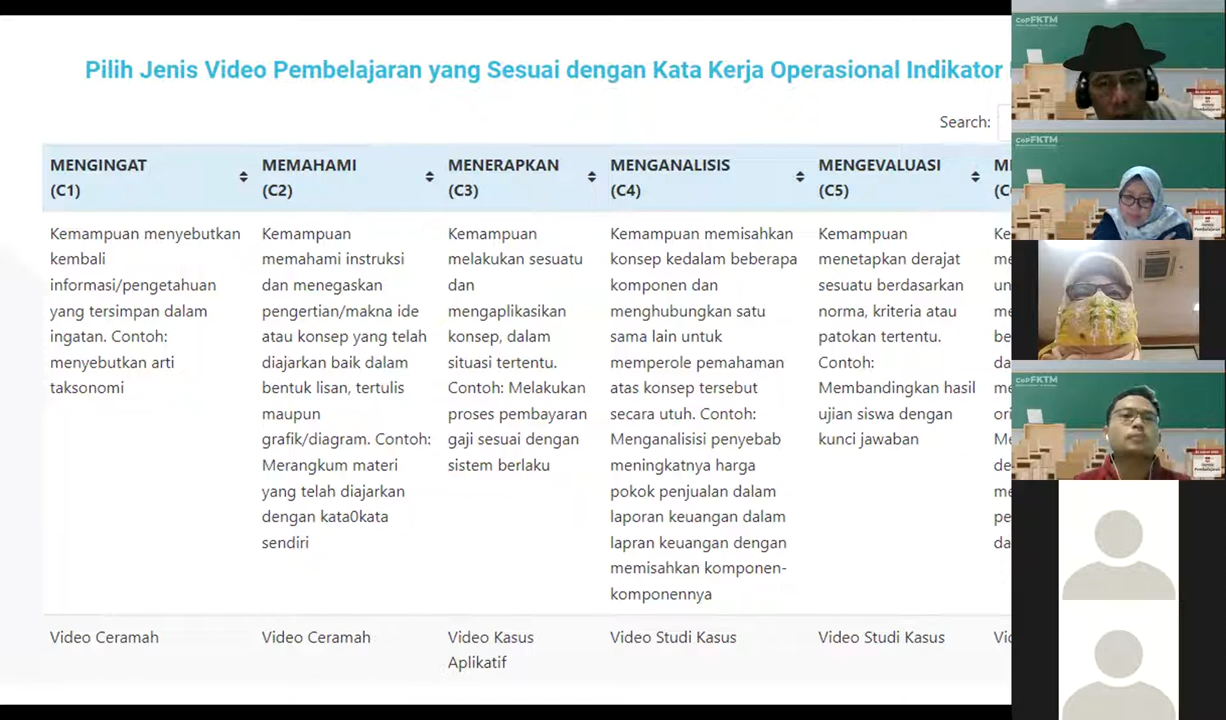 Pilih Jenis Video Pembelajaran yang Sesuai dengan Kata Kerja Operasional Indikator
Search:
MENGINGAT
(C1)
Kemampuan menyebutkan
kembali
informasi/pengetahuan
yang tersimpan dalam
ingatan. Contoh:
menyebutkan arti
taksonomi
Video Ceramah
MEMAHAMI
(C2)
Kemampuan
memahami instruksi
dan menegaskan
pengertian/makna ide
atau konsep yang telah
diajarkan baik dalam
bentuk lisan, tertulis
maupun
grafik/diagram. Contoh:
Merangkum materi
yang telah diajarkan
dengan kata0kata
sendiri
Video Ceramah
MENERAPKAN
(C3)
Kemampuan
melakukan sesuatu
dan
mengaplikasikan
konsep, dalam
situasi tertentu.
Contoh: Melakukan
proses pembayaran
gaji sesuai dengan
sistem berlaku
Video Kasus
Aplikatif
MENGANALISIS
(C4)
Kemampuan memisahkan
konsep kedalam beberapa
komponen dan
menghubungkan satu
sama lain untuk
memperole pemahaman
atas konsep tersebut
secara utuh. Contoh:
Menganalisisi penyebab
meningkatnya harga
pokok penjualan dalam
laporan keuangan dalam
lapran keuangan dengan
memisahkan komponen-
komponennya
Video Studi Kasus
MENGEVALUASI
(C5)
Kemampuan
menetapkan derajat
sesuatu berdasarkan
norma, kriteria atau
patokan tertentu.
Contoh:
Membandingkan hasil
ujian siswa dengan
kunci jawaban
Video Studi Kasus
CoPFKTM
CoPFKTM
CoPFKTM